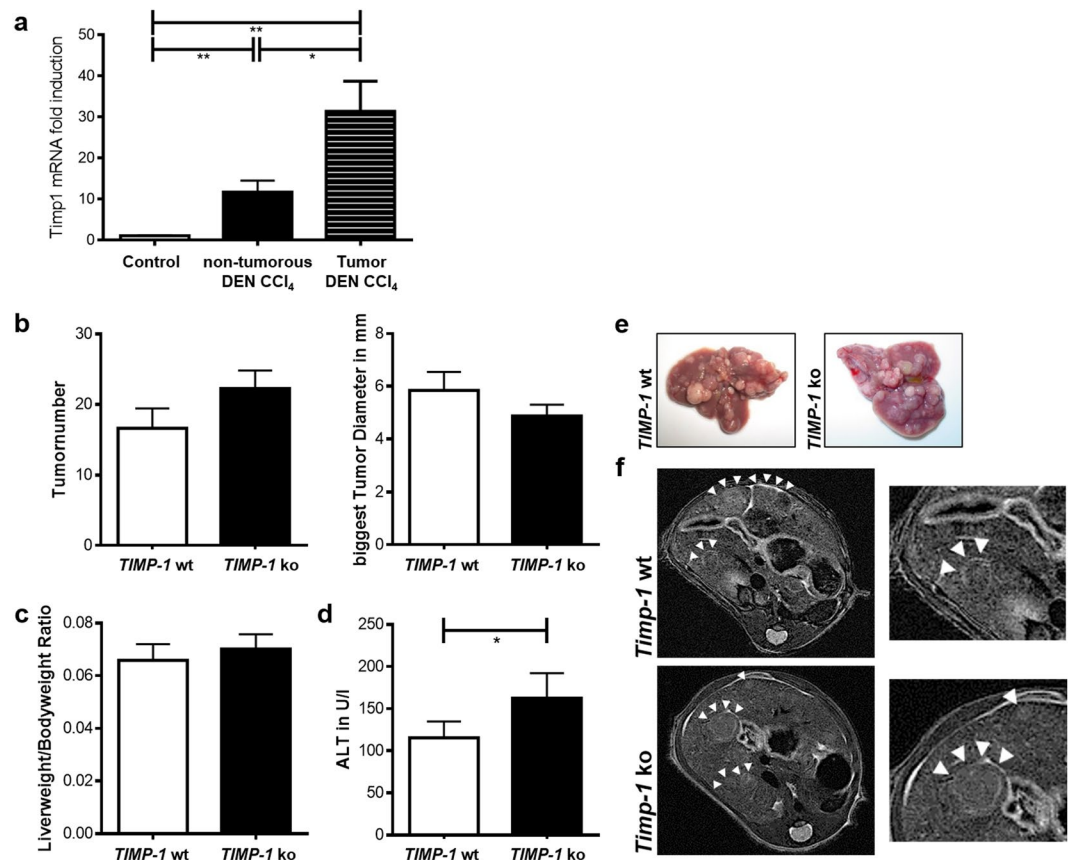 a
Timp1 mRNA fold induction
50
40
30
20
10
0
**
**
*
Control
non-tumorous
DEN CCl₄
Tumor
DEN CCl₄
b
Tumornumber
30
20
10
0
TIMP-1 wt
TIMP-1 ko
biggest Tumor Diameter in mm
8
6
4
2
0
TIMP-1 wt
TIMP-1 ko
c
Liverweight/Bodyweight Ratio
0.08
0.06
0.04
0.02
0.00
TIMP-1 wt
TIMP-1 ko
d
ALT in U/l
250
200
150
100
50
0
*
TIMP-1 wt
TIMP-1 ko
e
TIMP-1 wt
TIMP-1 ko
f
Timp-1 wt
Timp-1 ko